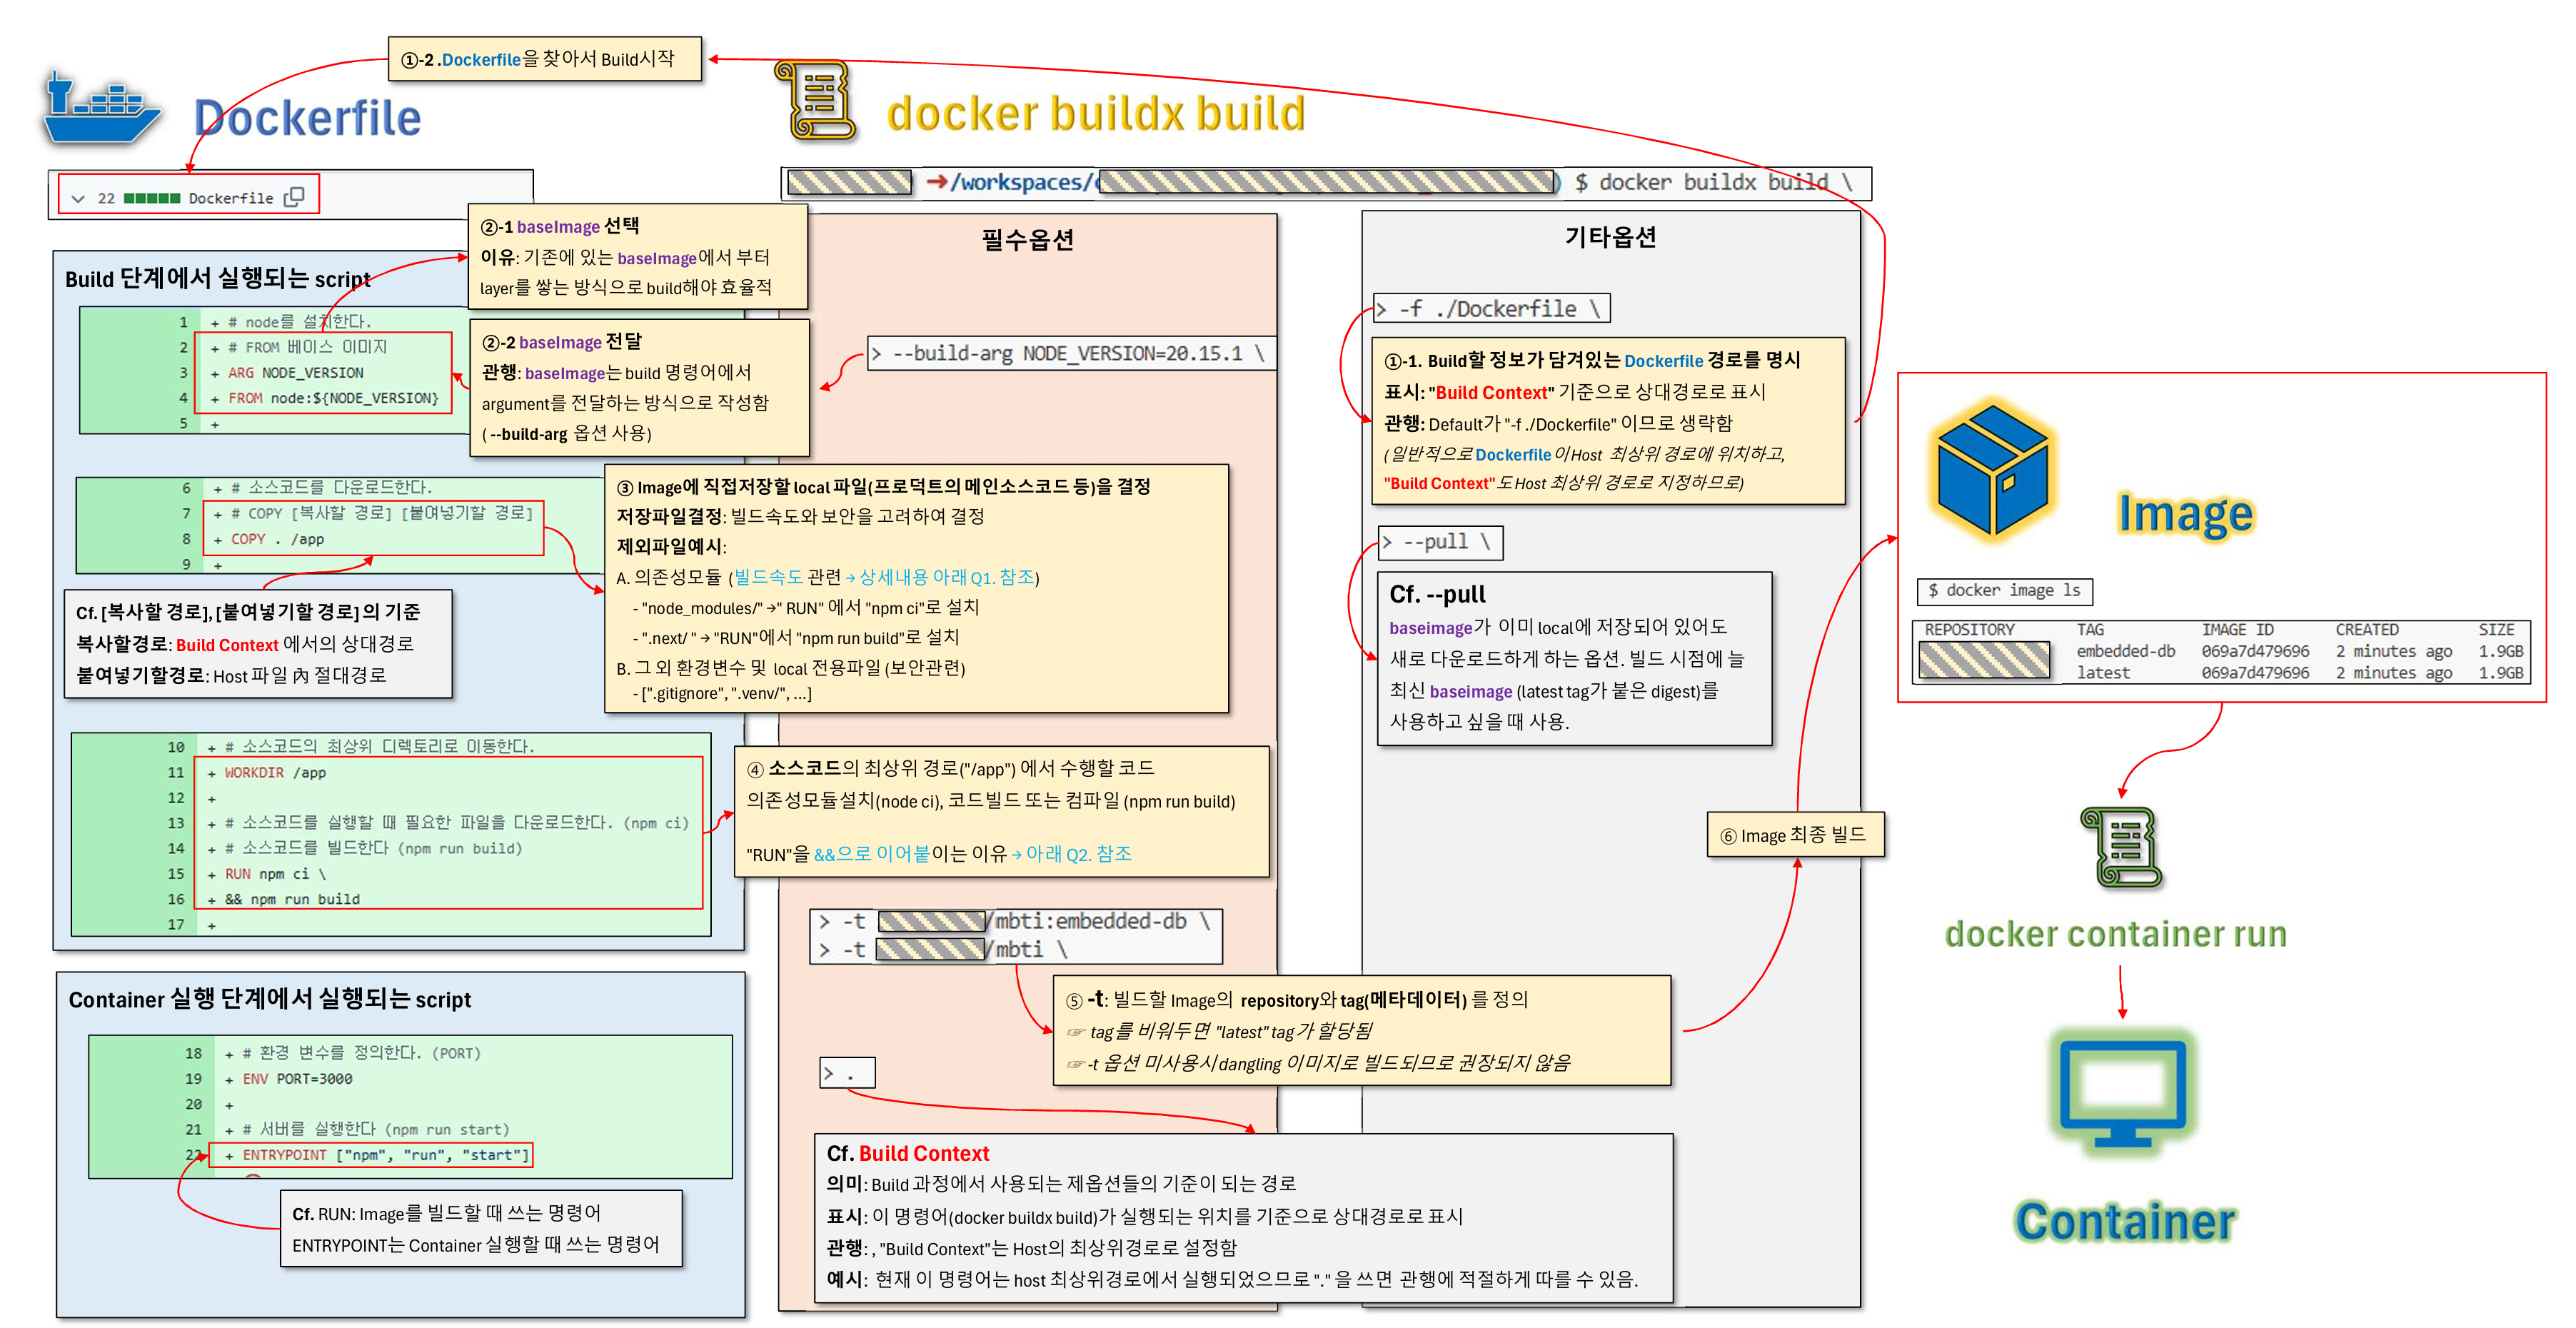 ①-2 .Dockerfile을 찾아서 Build시작
Dockerfile
docker buildx build
22 Dockerfile
→/workspaces/ $ docker buildx build \
Build 단계에서 실행되는 script
1 + # node를 설치한다.
2 + # FROM 베이스 이미지
3 + ARG NODE_VERSION
4 + FROM node:${NODE_VERSION}
5 +
②-1 baseImage 선택
이유: 기존에 있는 baseImage에서 부터
layer를 쌓는 방식으로 build해야 효율적
②-2 baseImage 전달
관행: baseImage는 build 명령어에서
argument를 전달하는 방식으로 작성함
( --build-arg 옵션 사용)
6 + # 소스코드를 다운로드한다.
7 + # COPY [복사할 경로] [붙여넣기할 경로]
8 + COPY . /app
9 +
Cf. [복사할 경로], [붙여넣기할 경로] 의 기준
복사할경로: Build Context 에서의 상대경로
붙여넣기할경로: Host 파일 內 절대경로
③ Image에 직접저장할 local 파일(프로덕트의 메인소스코드 등)을 결정
저장파일결정: 빌드속도와 보안을 고려하여 결정
제외파일예시:
A. 의존성모듈 (빌드속도 관련 → 상세내용 아래 Q1. 참조)
- "node_modules/" →" RUN" 에서 "npm ci"로 설치
- ".next/ " → "RUN"에서 "npm run build"로 설치
B. 그 외 환경변수 및 local 전용파일 (보안관련)
- [".gitignore", ".venv/", ...]
10 + # 소스코드의 최상위 디렉토리로 이동한다.
11 + WORKDIR /app
12 +
13 + # 소스코드를 실행할 때 필요한 파일을 다운로드한다. (npm ci)
14 + # 소스코드를 빌드한다 (npm run build)
15 + RUN npm ci \
16 + && npm run build
17 +
④ 소스코드의 최상위 경로("/app") 에서 수행할 코드
의존성모듈설치(node ci), 코드빌드 또는 컴파일 (npm run build)
"RUN"을 &&으로 이어붙이는 이유 → 아래 Q2. 참조
Container 실행 단계에서 실행되는 script
18 + # 환경 변수를 정의한다. (PORT)
19 + ENV PORT=3000
20 +
21 + # 서버를 실행한다 (npm run start)
22 + ENTRYPOINT ["npm", "run", "start"]
Cf. RUN: Image를 빌드할 때 쓰는 명령어
ENTRYPOINT는 Container 실행할 때 쓰는 명령어
필수옵션
> --build-arg NODE_VERSION=20.15.1 \
> -t /mbti:embedded-db \
> -t /mbti \
⑤ -t: 빌드할 Image의 repository와 tag(메타데이터) 를 정의
☞ tag를 비워두면 "latest" tag가 할당됨
☞ -t 옵션 미사용시 dangling 이미지로 빌드되므로 권장되지 않음
> .
Cf. Build Context
의미: Build 과정에서 사용되는 제옵션들의 기준이 되는 경로
표시: 이 명령어(docker buildx build)가 실행되는 위치를 기준으로 상대경로로 표시
관행: , "Build Context"는 Host의 최상위경로로 설정함
예시: 현재 이 명령어는 host 최상위경로에서 실행되었으므로 "." 을 쓰면 관행에 적절하게 따를 수 있음.
기타옵션
> -f ./Dockerfile \
①-1. Build할 정보가 담겨있는 Dockerfile 경로를 명시
표시: "Build Context" 기준으로 상대경로로 표시
관행: Default가 "-f ./Dockerfile" 이므로 생략함
(일반적으로 Dockerfile 이 Host 최상위 경로에 위치하고,
"Build Context"도 Host 최상위 경로로 지정하므로)
> --pull \
Cf. --pull
baseimage가 이미 local에 저장되어 있어도
새로 다운로드하게 하는 옵션. 빌드 시점에 늘
최신 baseimage (latest tag가 붙은 digest)를
사용하고 싶을 때 사용.
⑥ Image 최종 빌드
Image
$ docker image ls
REPOSITORY TAG IMAGE ID CREATED SIZE
embedded-db 069a7d479696 2 minutes ago 1.9GB
latest 069a7d479696 2 minutes ago 1.9GB
docker container run
Container